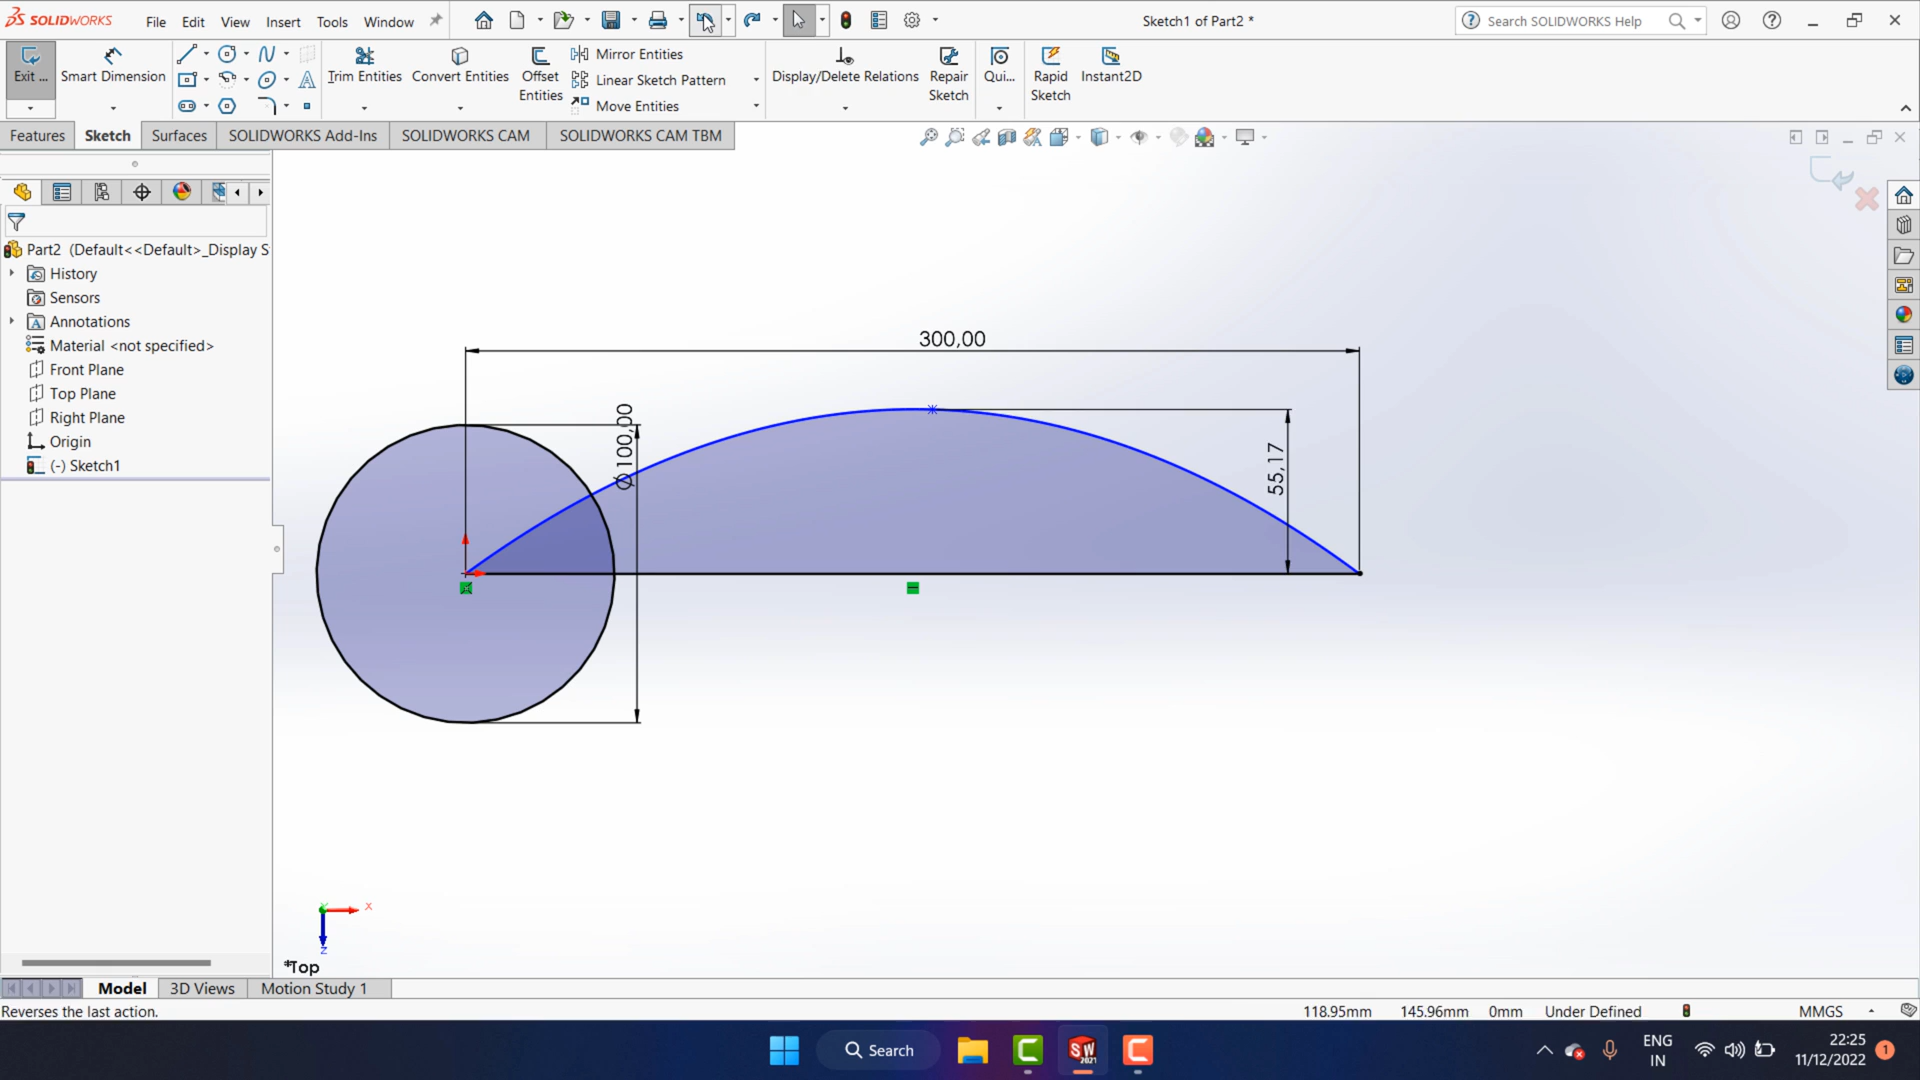 SOLIDWORKS File Edit View Insert Tools Window Sketch1 of Part2 * Search SOLIDWORKS Help
Exit ... Smart Dimension Trim Entities Convert Entities Offset Entities Mirror Entities Linear Sketch Pattern Move Entities Display/Delete Relations Repair Sketch Qui... Rapid Sketch Instant2D
Features Sketch Surfaces SOLIDWORKS Add-Ins SOLIDWORKS CAM SOLIDWORKS CAM TBM
Part2 (Default<<Default>_Display S
History
Sensors
Annotations
Material <not specified>
Front Plane
Top Plane
Right Plane
Origin
(-) Sketch1
300,00
Ø100,00
55,17
X
Z
*Top
Model 3D Views Motion Study 1
Reverses the last action. 118.95mm 145.96mm 0mm Under Defined MMGS
Search
SW
2021
ENG
IN
22:25
11/12/2022
1